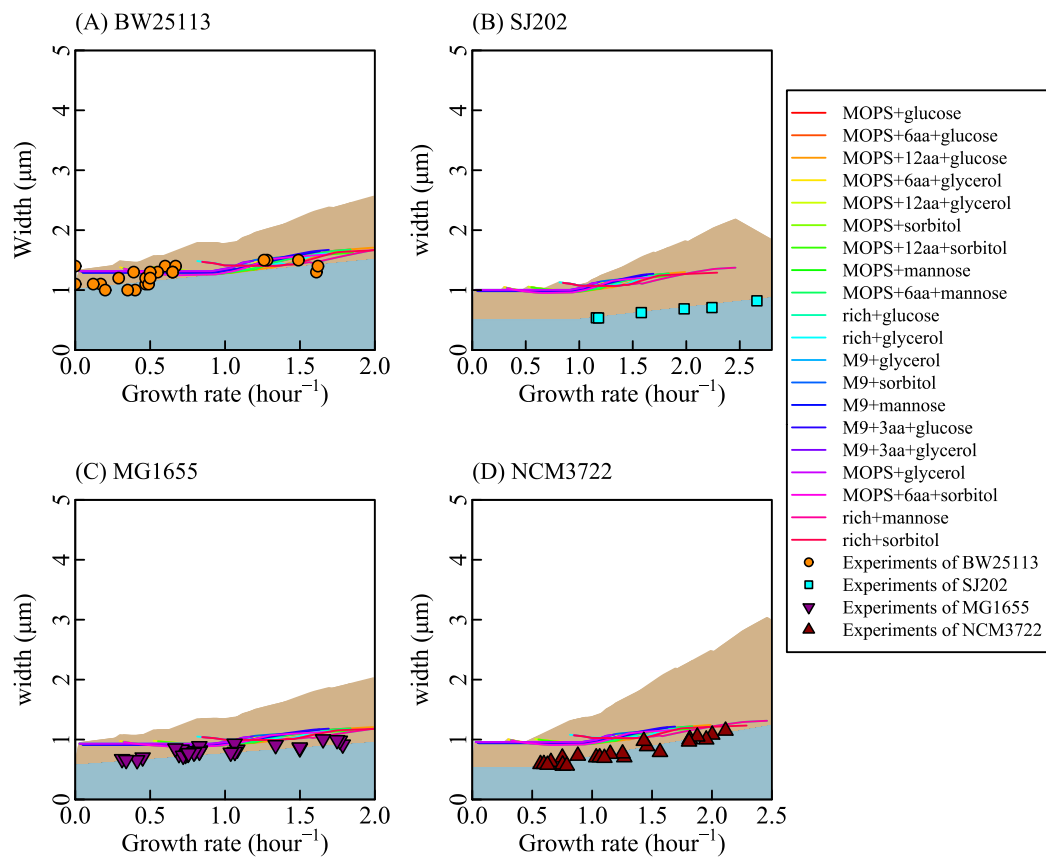 (A) BW25113
(B) SJ202
Width (μm)
0 1 2 3 4 5
0.0 0.5 1.0 1.5 2.0
Growth rate (hour⁻¹)
width (μm)
0 1 2 3 4 5
0.0 0.5 1.0 1.5 2.0 2.5
Growth rate (hour⁻¹)
(C) MG1655
(D) NCM3722
width (μm)
0 1 2 3 4 5
0.0 0.5 1.0 1.5 2.0
Growth rate (hour⁻¹)
width (μm)
0 1 2 3 4 5
0.0 0.5 1.0 1.5 2.0 2.5
Growth rate (hour⁻¹)
MOPS+glucose
MOPS+6aa+glucose
MOPS+12aa+glucose
MOPS+6aa+glycerol
MOPS+12aa+glycerol
MOPS+sorbitol
MOPS+12aa+sorbitol
MOPS+mannose
MOPS+6aa+mannose
rich+glucose
rich+glycerol
M9+glycerol
M9+sorbitol
M9+mannose
M9+3aa+glucose
M9+3aa+glycerol
MOPS+glycerol
MOPS+6aa+sorbitol
rich+mannose
rich+sorbitol
Experiments of BW25113
Experiments of SJ202
Experiments of MG1655
Experiments of NCM3722